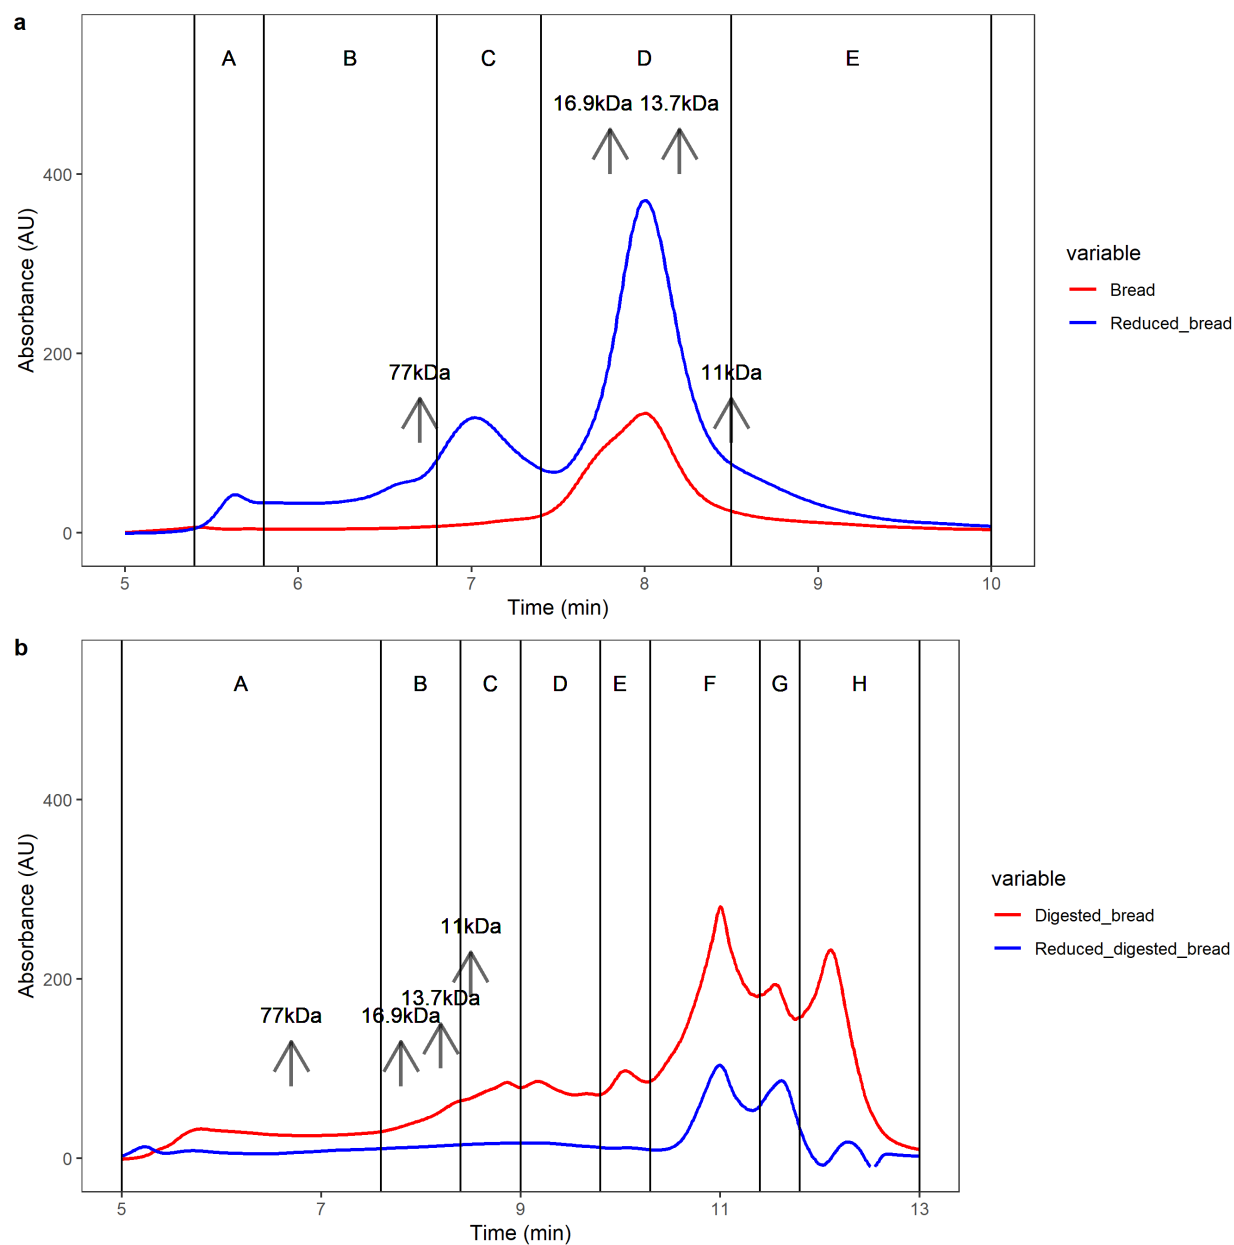 a
A B C D E
16.9kDa 13.7kDa
400
Absorbance (AU)
variable
Bread
Reduced_bread
200
77kDa
11kDa
0
5 6 7 8 9 10
Time (min)
b
A B C D E F G H
400
Absorbance (AU)
variable
Digested_bread
Reduced_digested_bread
11kDa
200
13.7kDa
77kDa
16.9kDa
0
5 7 9 11 13
Time (min)